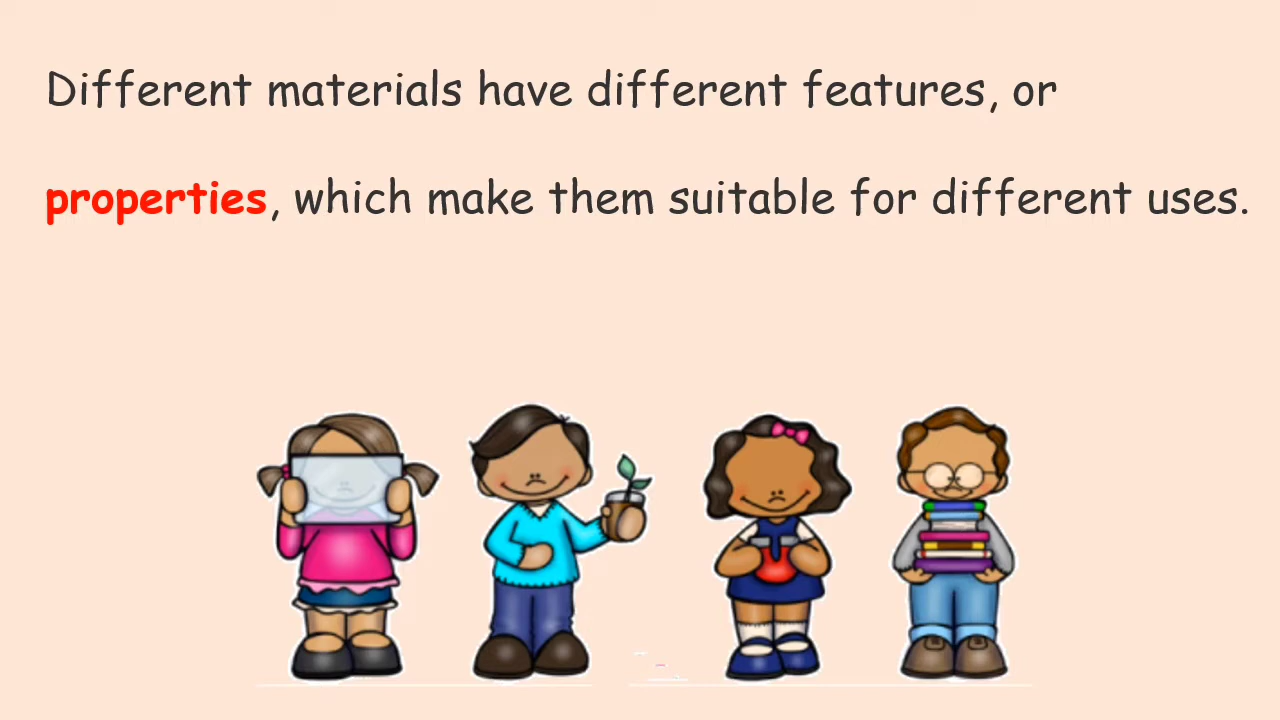 Different materials have different features, or
properties, which make them suitable for different uses.